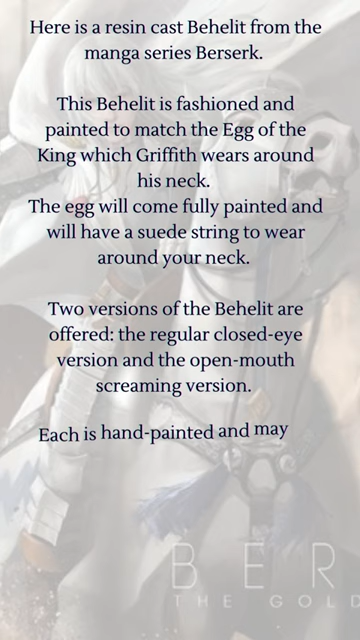 Here is a resin cast Behelit from the
manga series Berserk.
This Behelit is fashioned and
painted to match the Egg of the
King which Griffith wears around
his neck.
The egg will come fully painted and
will have a suede string to wear
around your neck.
Two versions of the Behelit are
offered: the regular closed-eye
version and the open-mouth
screaming version.
Each is hand-painted and may
BER
THE GOLD